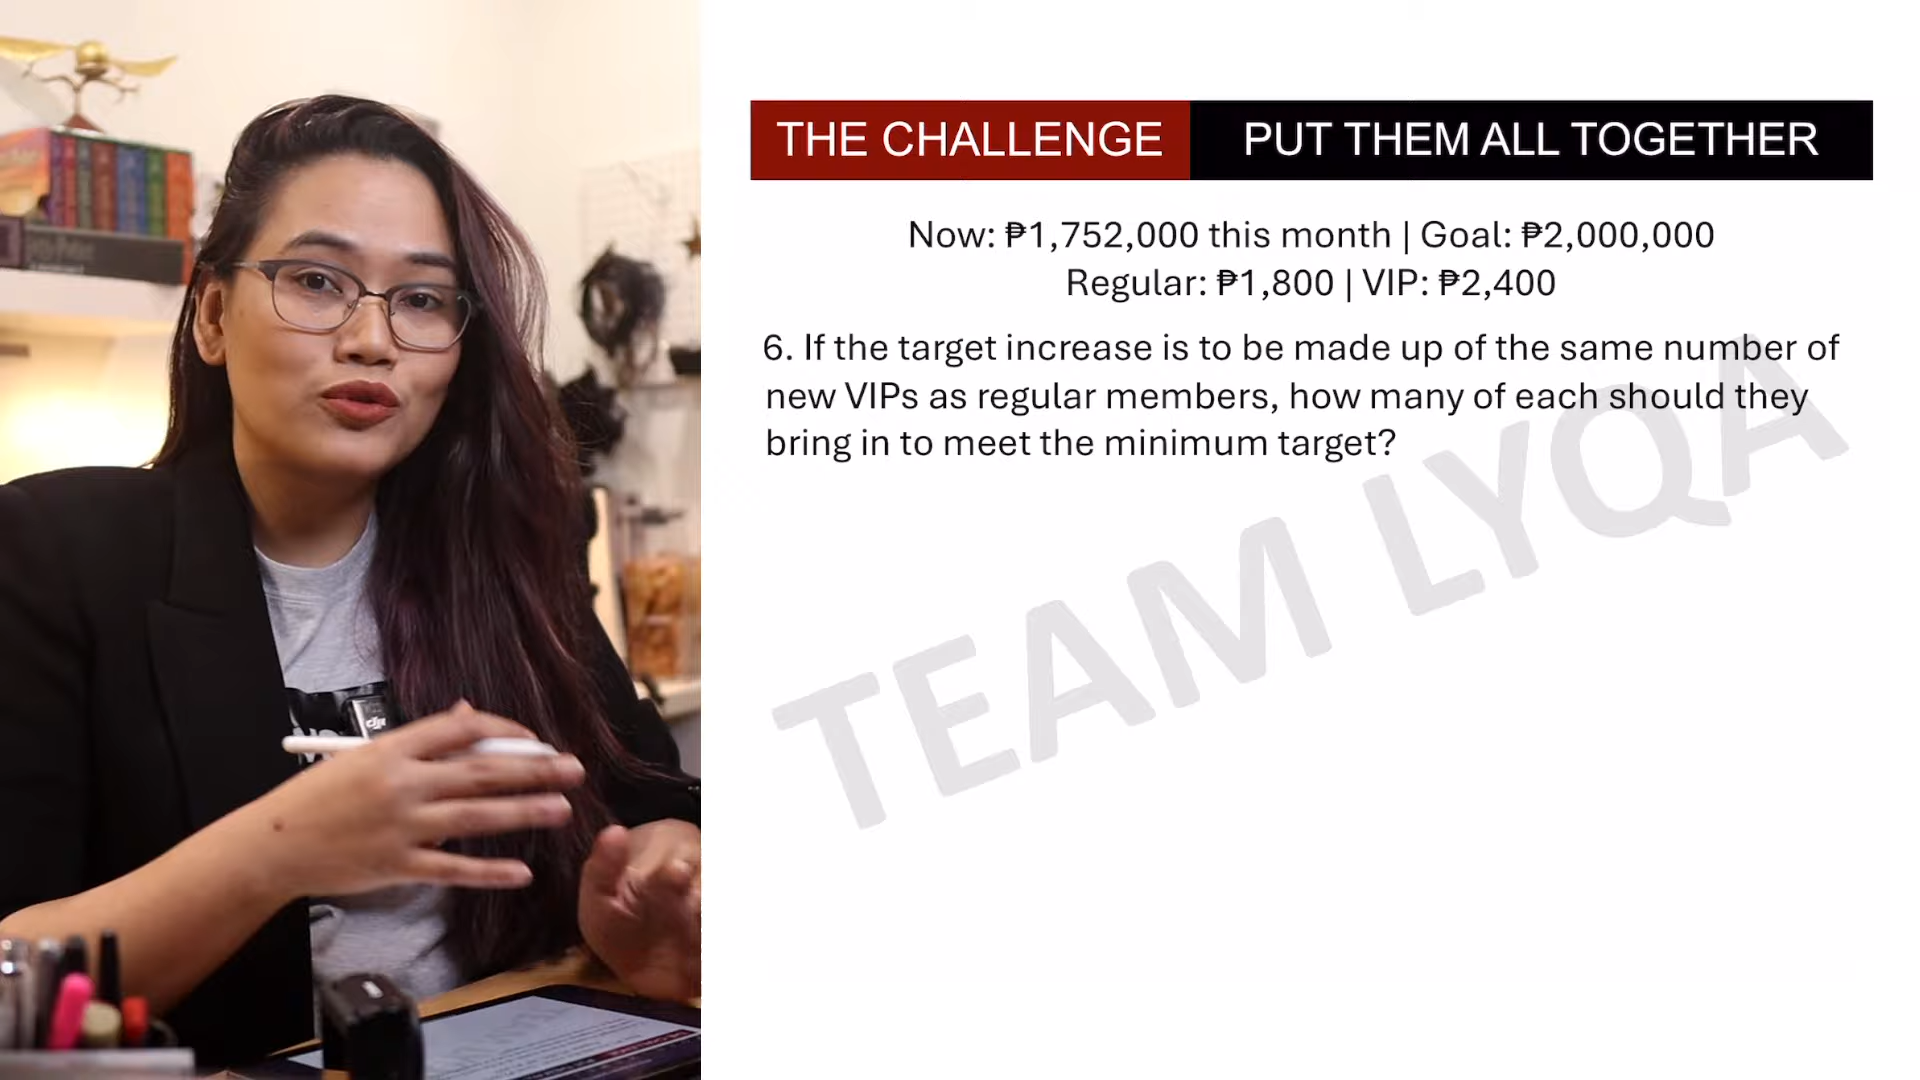 THE CHALLENGE PUT THEM ALL TOGETHER
Now: ₱1,752,000 this month | Goal: ₱2,000,000
Regular: ₱1,800 | VIP: ₱2,400
6. If the target increase is to be made up of the same number of
new VIPs as regular members, how many of each should they
bring in to meet the minimum target?
TEAM LYQA
dji